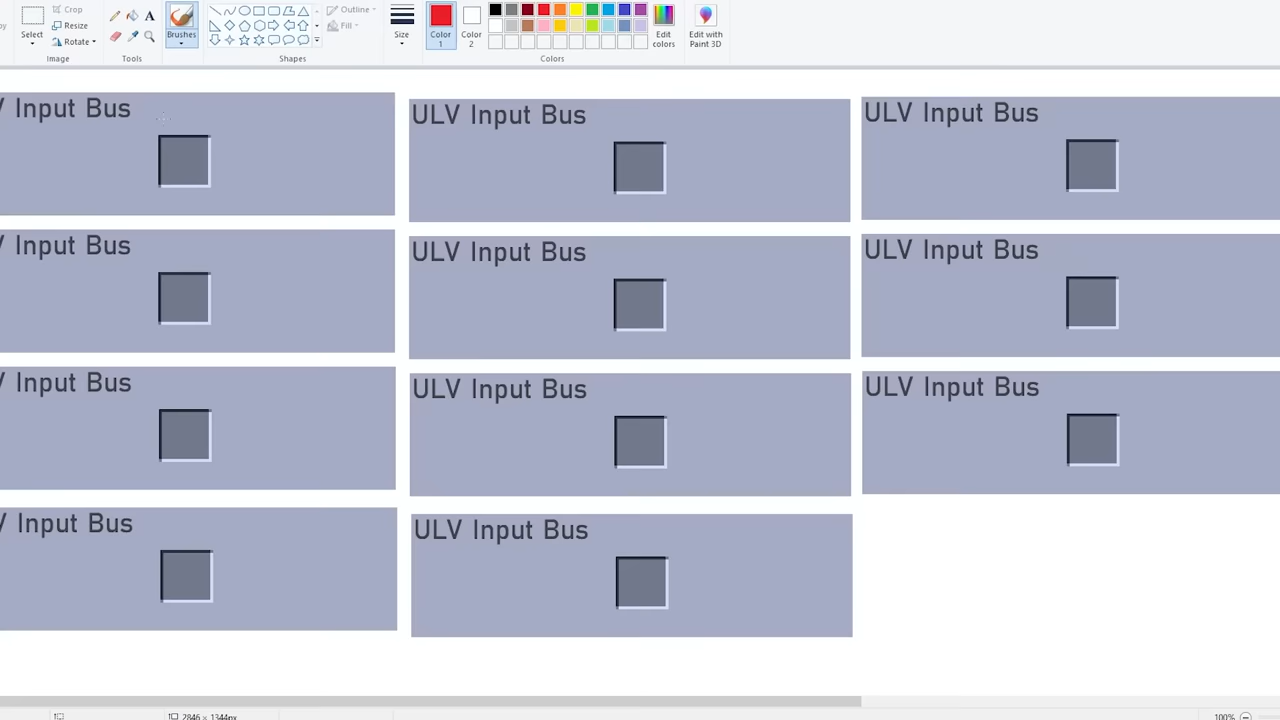 Crop
Resize
Rotate
Select
Image
A
Tools
Brushes
Outline
Fill
Shapes
Size
Color
1
Color
2
Edit
colors
Edit with
Paint 3D
Colors
V Input Bus
ULV Input Bus
ULV Input Bus
V Input Bus
ULV Input Bus
ULV Input Bus
V Input Bus
ULV Input Bus
ULV Input Bus
V Input Bus
ULV Input Bus
2846 × 1344px
100%